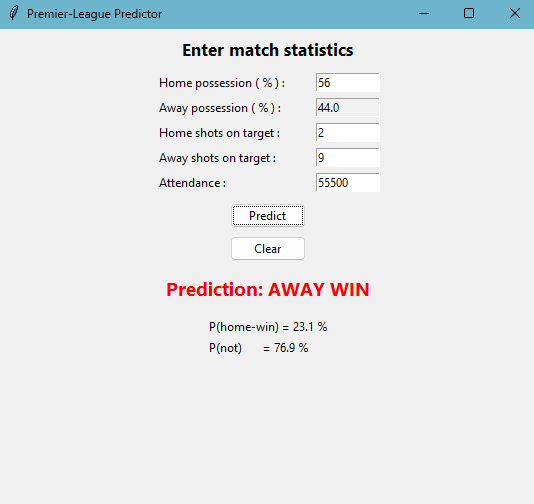 Premier-League Predictor
Enter match statistics
Home possession ( % ) : 56
Away possession ( % ) : 44.0
Home shots on target : 2
Away shots on target : 9
Attendance : 55500
Predict
Clear
Prediction: AWAY WIN
P(home-win) = 23.1 %
P(not) = 76.9 %